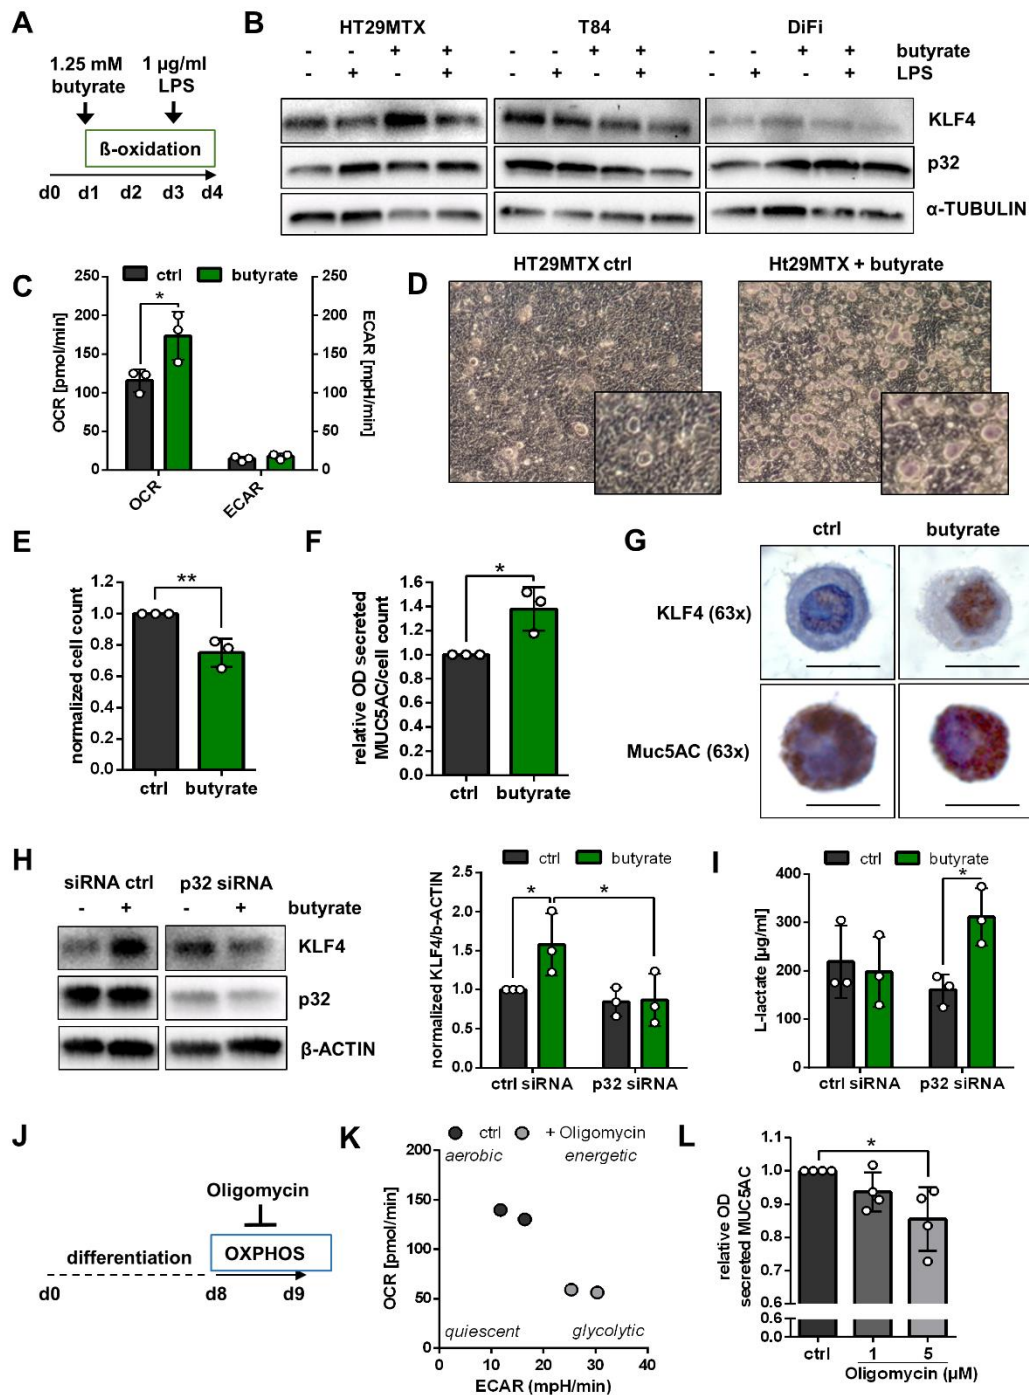 A
1.25 mM butyrate
1 µg/ml LPS
ß-oxidation
d0 d1 d2 d3 d4
B
HT29MTX T84 DiFi
- - + + - - + + - - + + butyrate
- + - + - + - + - + - + LPS
KLF4
p32
α-TUBULIN
C
ctrl butyrate
OCR [pmol/min]
250
200
150
100
50
0
ECAR [mpH/min]
250
200
150
100
50
0
*
OCR ECAR
D
HT29MTX ctrl Ht29MTX + butyrate
E
normalized cell count
1.2
1.0
0.8
0.6
0.4
0.2
0.0
**
ctrl butyrate
F
relative OD secreted
MUC5AC/cell count
1.6
1.4
1.2
1.0
0.8
0.6
0.4
0.2
0.0
*
ctrl butyrate
G
ctrl butyrate
KLF4 (63x)
Muc5AC (63x)
H
siRNA ctrl p32 siRNA
- + - + butyrate
KLF4
p32
β-ACTIN
ctrl butyrate
normalized KLF4/b-ACTIN
2.5
2.0
1.5
1.0
0.5
0.0
* *
ctrl siRNA p32 siRNA
I
ctrl butyrate
L-lactate [µg/ml]
400
300
200
100
0
*
ctrl siRNA p32 siRNA
J
Oligomycin
differentiation OXPHOS
d0 d8 d9
K
ctrl + Oligomycin
aerobic energetic
OCR [pmol/min]
200
150
100
50
0
quiescent glycolytic
0 10 20 30 40
ECAR (mpH/min)
L
relative OD
secreted MUC5AC
1.1
1.0
0.9
0.8
0.7
0.6
0.6
0.0
*
ctrl 1 5
Oligomycin (µM)